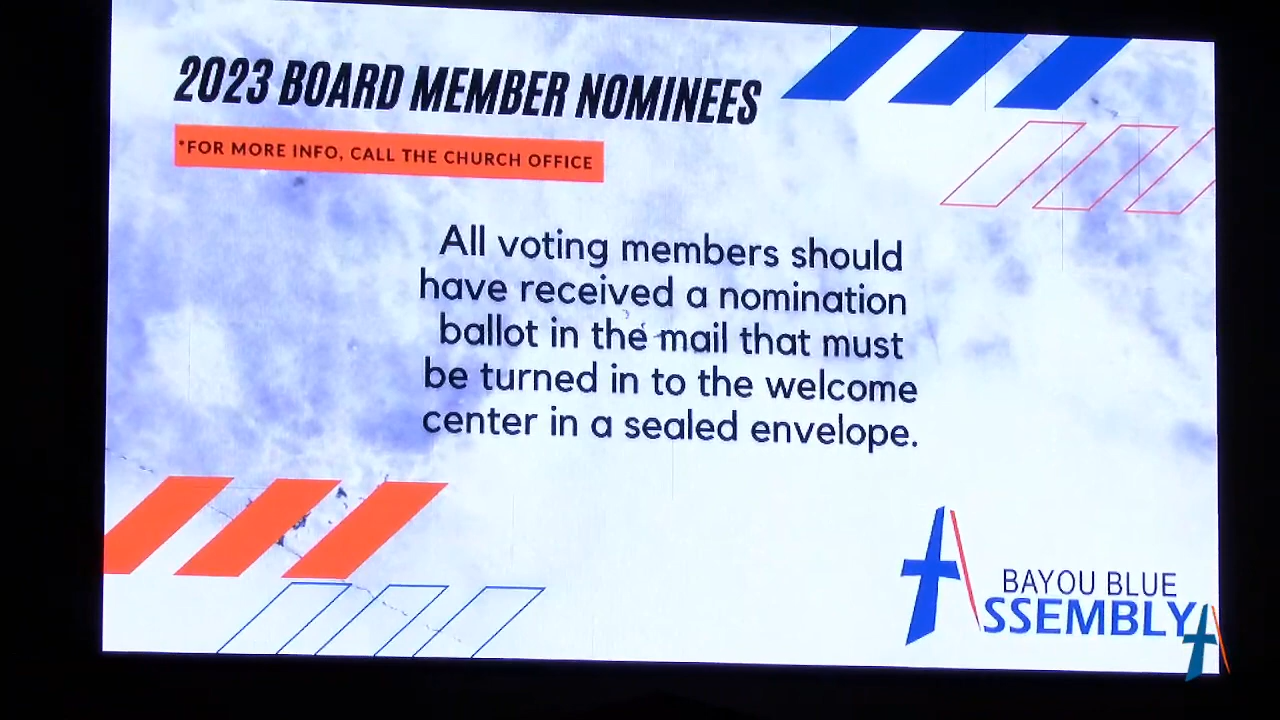 2023 BOARD MEMBER NOMINEES
*FOR MORE INFO, CALL THE CHURCH OFFICE
All voting members should
have received a nomination
ballot in the mail that must
be turned in to the welcome
center in a sealed envelope.
BAYOU BLUE
ASSEMBLY